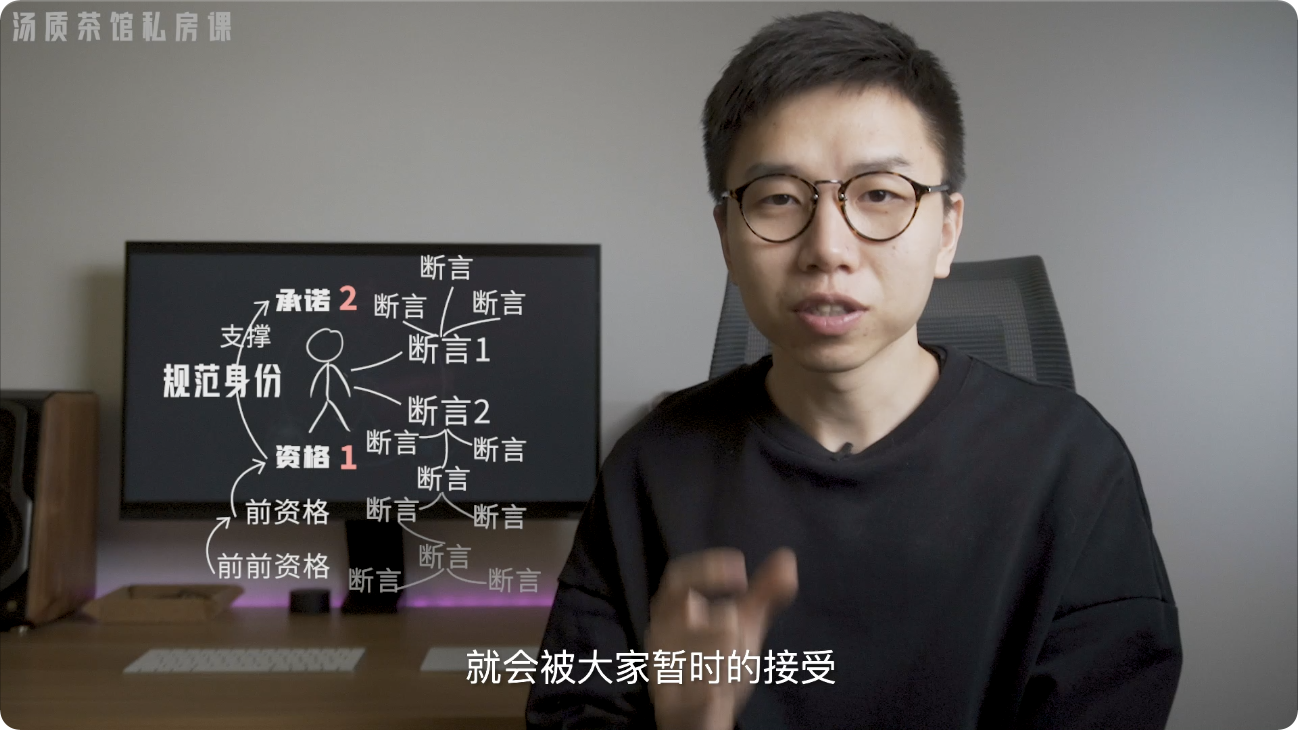 汤质茶馆私房课
断言
承诺 2
断言
断言
支撑
断言1
规范身份
断言2
断言
断言
资格 1
断言
前资格
断言
断言
断言
前前资格
断言
断言
就会被大家暂时的接受